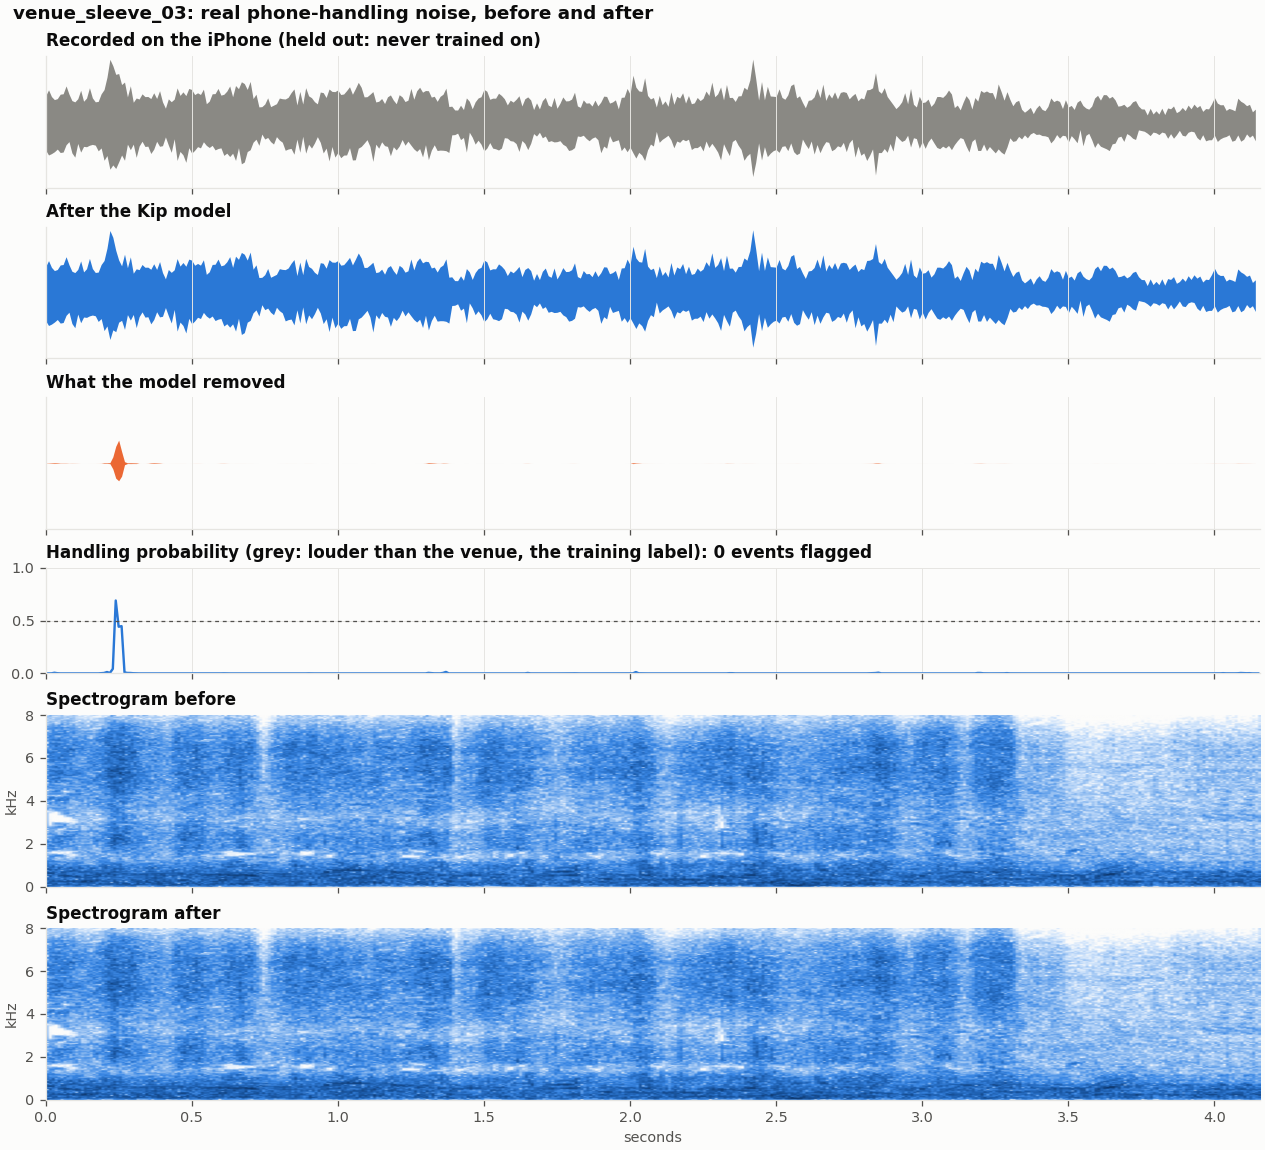 venue_sleeve_03: real phone-handling noise, before and after
Recorded on the iPhone (held out: never trained on)
After the Kip model
What the model removed
Handling probability (grey: louder than the venue, the training label): 0 events flagged
1.0
0.5
0.0
Spectrogram before
8
6
4
2
0
kHz
Spectrogram after
8
6
4
2
0
kHz
0.0 0.5 1.0 1.5 2.0 2.5 3.0 3.5 4.0
seconds